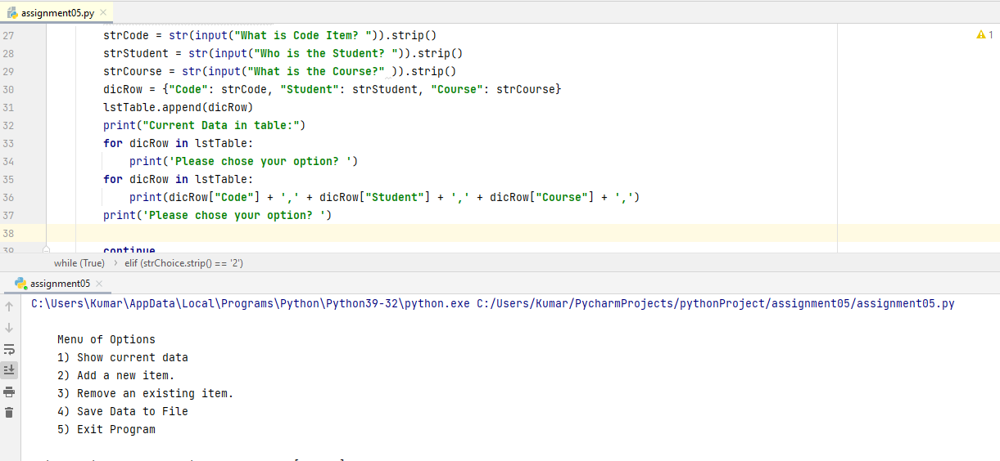 assignment05.py
27 strCode = str(input("What is Code Item? ")).strip()
1
28 strStudent = str(input("Who is the Student? ")).strip()
29 strCourse = str(input("What is the Course?" )).strip()
30 dicRow = {"Code": strCode, "Student": strStudent, "Course": strCourse}
31 lstTable.append(dicRow)
32 print("Current Data in table:")
33 for dicRow in lstTable:
34 print('Please chose your option? ')
35 for dicRow in lstTable:
36 print(dicRow["Code"] + ',' + dicRow["Student"] + ',' + dicRow["Course"] + ',')
37 print('Please chose your option? ')
38
39 continue
while (True) › elif (strChoice.strip() == '2')
assignment05
C:\Users\Kumar\AppData\Local\Programs\Python\Python39-32\python.exe C:/Users/Kumar/PycharmProjects/pythonProject/assignment05/assignment05.py
Menu of Options
1) Show current data
2) Add a new item.
3) Remove an existing item.
4) Save Data to File
5) Exit Program